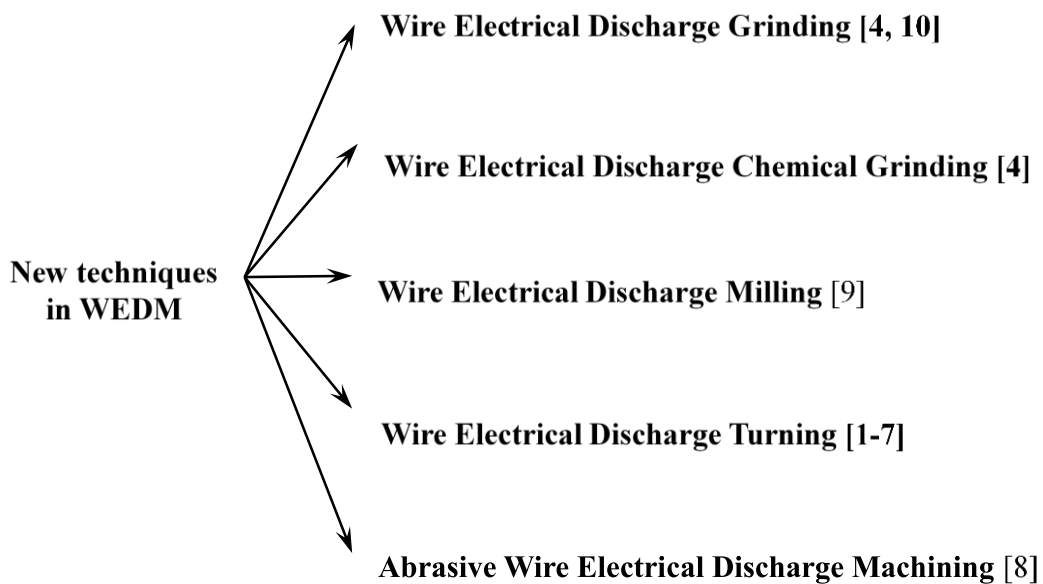 Wire Electrical Discharge Grinding [4, 10]
Wire Electrical Discharge Chemical Grinding [4]
New techniques
in WEDM
Wire Electrical Discharge Milling [9]
Wire Electrical Discharge Turning [1-7]
Abrasive Wire Electrical Discharge Machining [8]